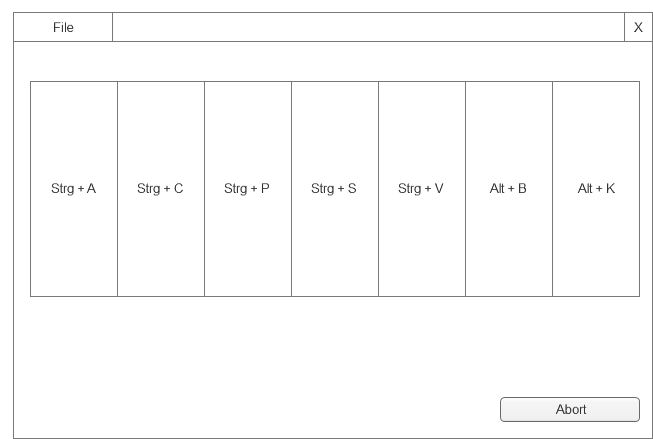 File
X
Strg + A
Strg + C
Strg + P
Strg + S
Strg + V
Alt + B
Alt + K
Abort